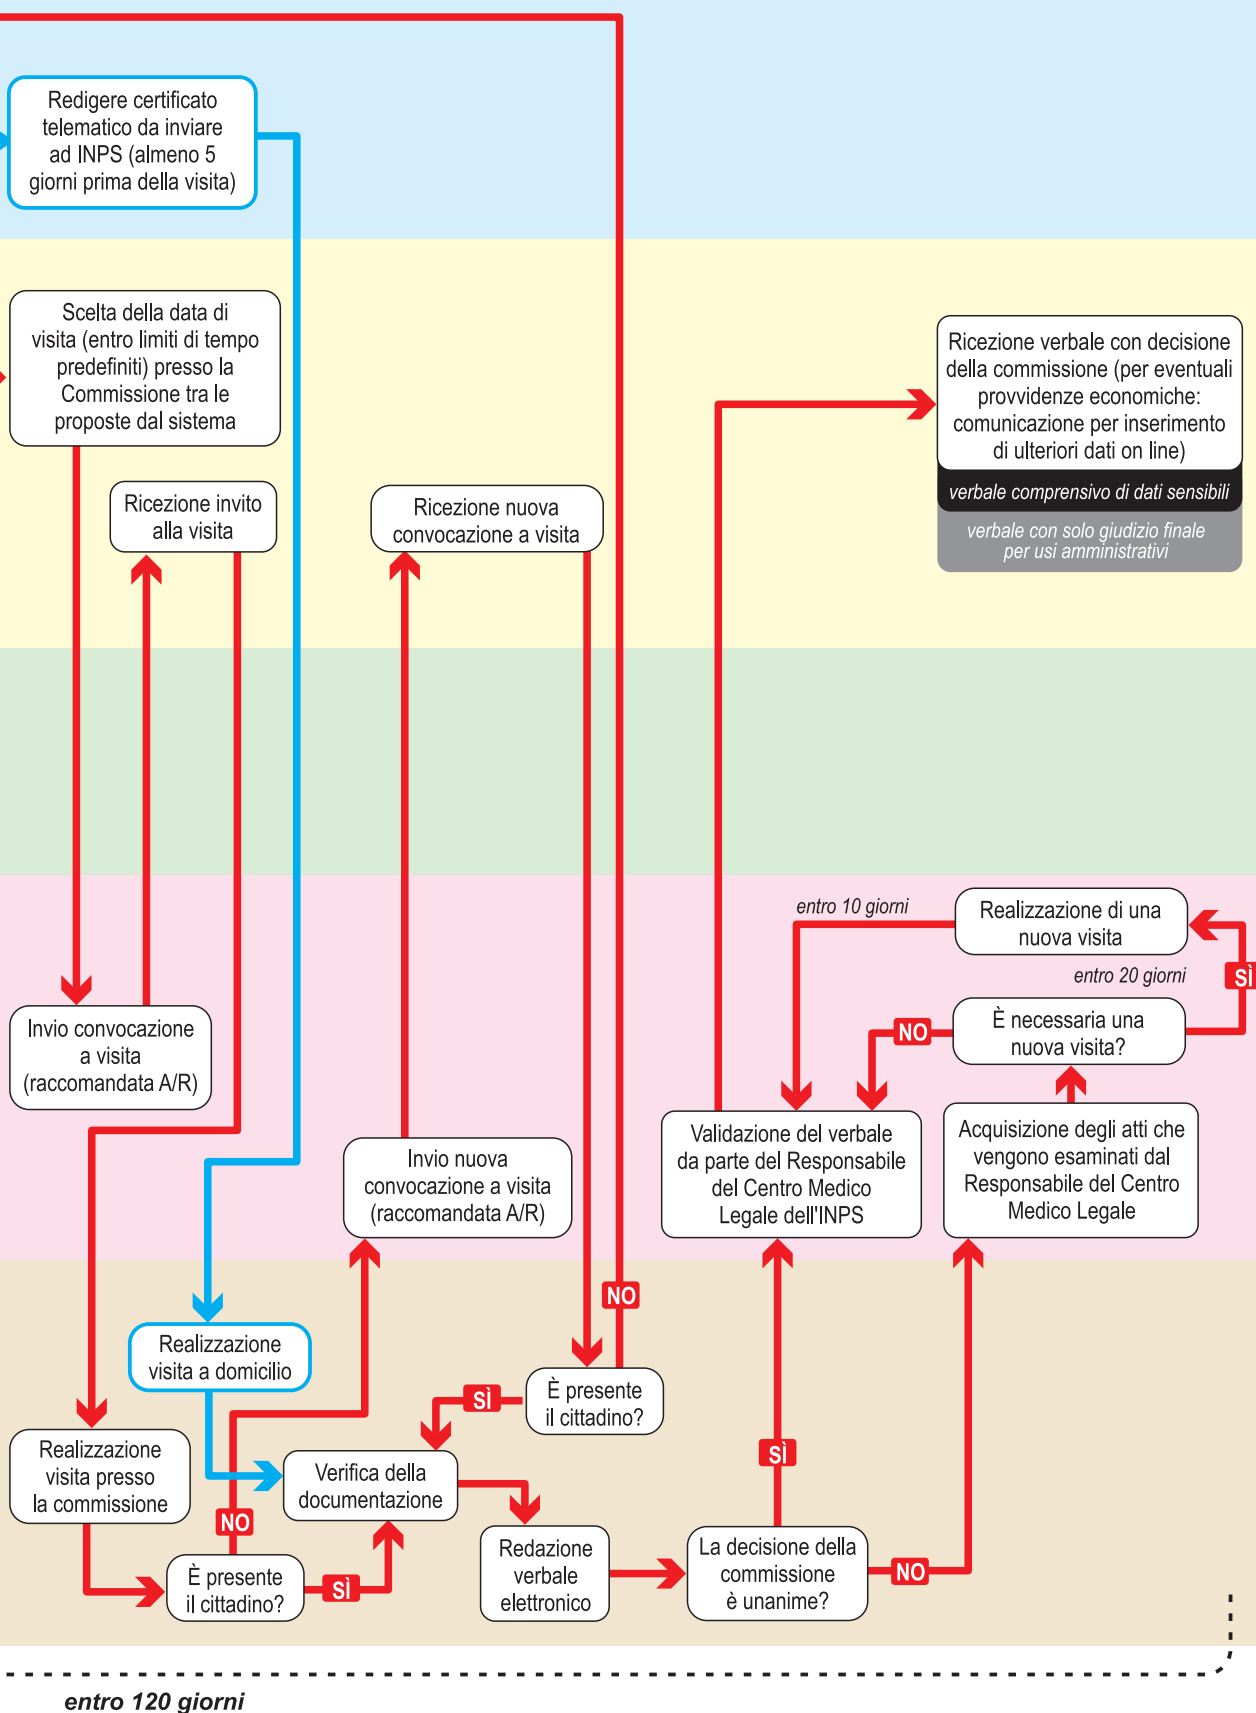 Redigere certificato
telematico da inviare
ad INPS (almeno 5
giorni prima della visita)
Scelta della data di
visita (entro limiti di tempo
predefiniti) presso la
Commissione tra le
proposte dal sistema
Ricezione invito
alla visita
Ricezione nuova
convocazione a visita
Ricezione verbale con decisione
della commissione (per eventuali
provvidenze economiche:
comunicazione per inserimento
di ulteriori dati on line)
verbale comprensivo di dati sensibili
verbale con solo giudizio finale
per usi amministrativi
entro 10 giorni
Realizzazione di una
nuova visita
entro 20 giorni
SÌ
NO
È necessaria una
nuova visita?
Invio convocazione
a visita
(raccomandata A/R)
Invio nuova
convocazione a visita
(raccomandata A/R)
Validazione del verbale
da parte del Responsabile
del Centro Medico
Legale dell'INPS
Acquisizione degli atti che
vengono esaminati dal
Responsabile del Centro
Medico Legale
NO
Realizzazione
visita a domicilio
SÌ
È presente
il cittadino?
Realizzazione
visita presso
la commissione
Verifica della
documentazione
SÌ
NO
È presente
il cittadino?
SÌ
Redazione
verbale
elettronico
La decisione della
commissione
è unanime?
NO
entro 120 giorni